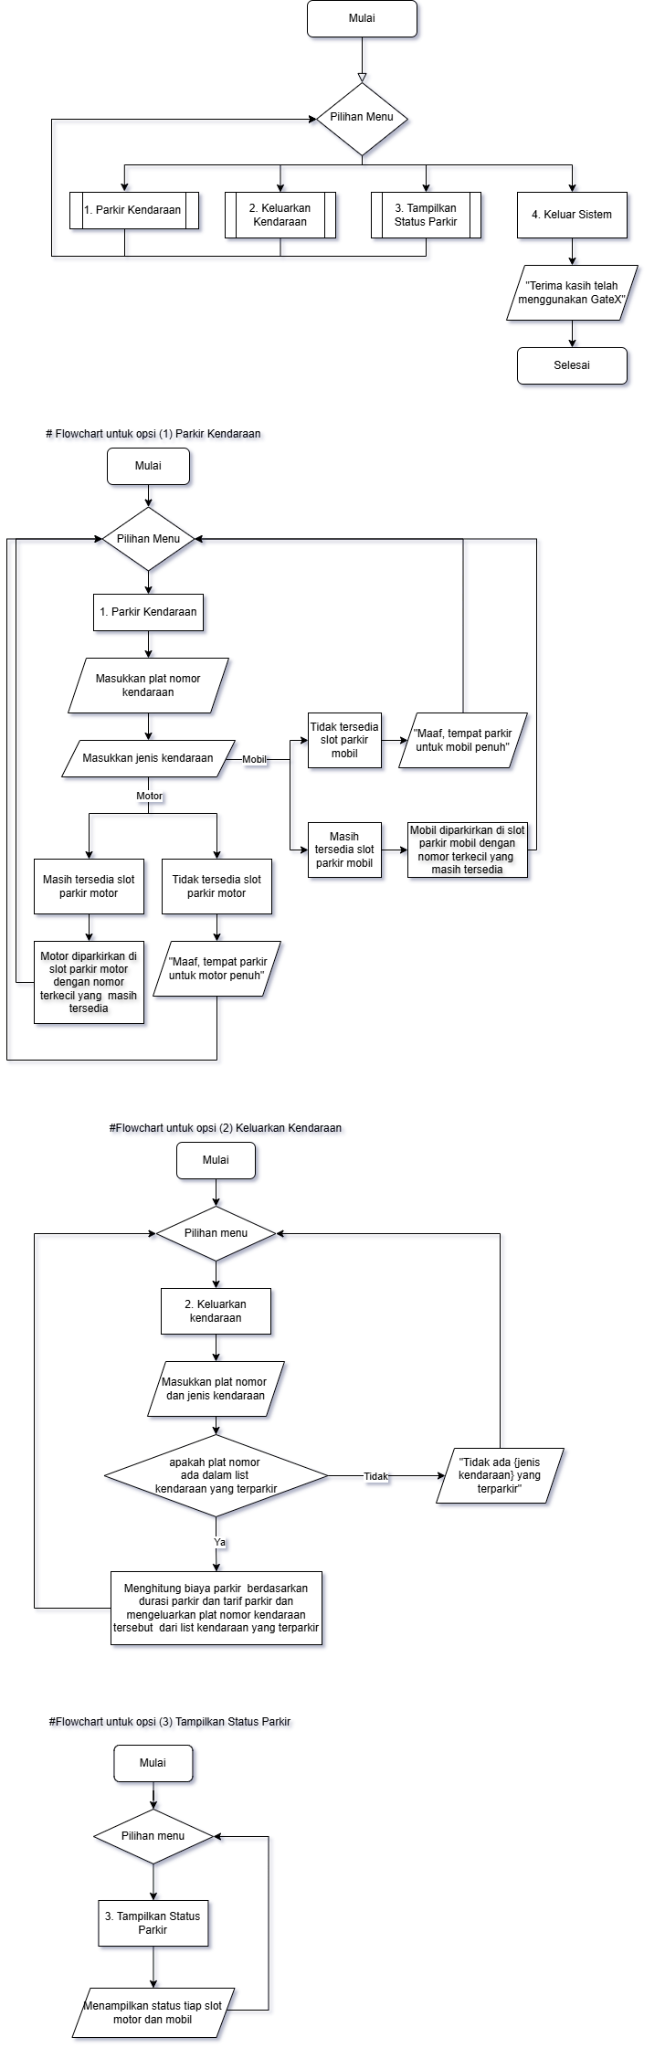 Mulai
Pilihan Menu
1. Parkir Kendaraan
2. Keluarkan
Kendaraan
3. Tampilkan
Status Parkir
4. Keluar Sistem
"Terima kasih telah
menggunakan GateX"
Selesai
# Flowchart untuk opsi (1) Parkir Kendaraan
Mulai
Pilihan Menu
1. Parkir Kendaraan
Masukkan plat nomor
kendaraan
Masukkan jenis kendaraan
Mobil
Tidak tersedia
slot parkir
mobil
"Maaf, tempat parkir
untuk mobil penuh"
Masih
tersedia slot
parkir mobil
Mobil diparkirkan di slot
parkir mobil dengan
nomor terkecil yang
masih tersedia
Motor
Masih tersedia slot
parkir motor
Tidak tersedia slot
parkir motor
Motor diparkirkan di
slot parkir motor
dengan nomor
terkecil yang  masih
tersedia
"Maaf, tempat parkir
untuk motor penuh"
#Flowchart untuk opsi (2) Keluarkan Kendaraan
Mulai
Pilihan menu
2. Keluarkan
kendaraan
Masukkan plat nomor
dan jenis kendaraan
apakah plat nomor
ada dalam list
kendaraan yang terparkir
Tidak
"Tidak ada {jenis
kendaraan} yang
terparkir"
Ya
Menghitung biaya parkir  berdasarkan
durasi parkir dan tarif parkir dan
mengeluarkan plat nomor kendaraan
tersebut  dari list kendaraan yang terparkir
#Flowchart untuk opsi (3) Tampilkan Status Parkir
Mulai
Pilihan menu
3. Tampilkan Status
Parkir
Menampilkan status tiap slot
motor dan mobil